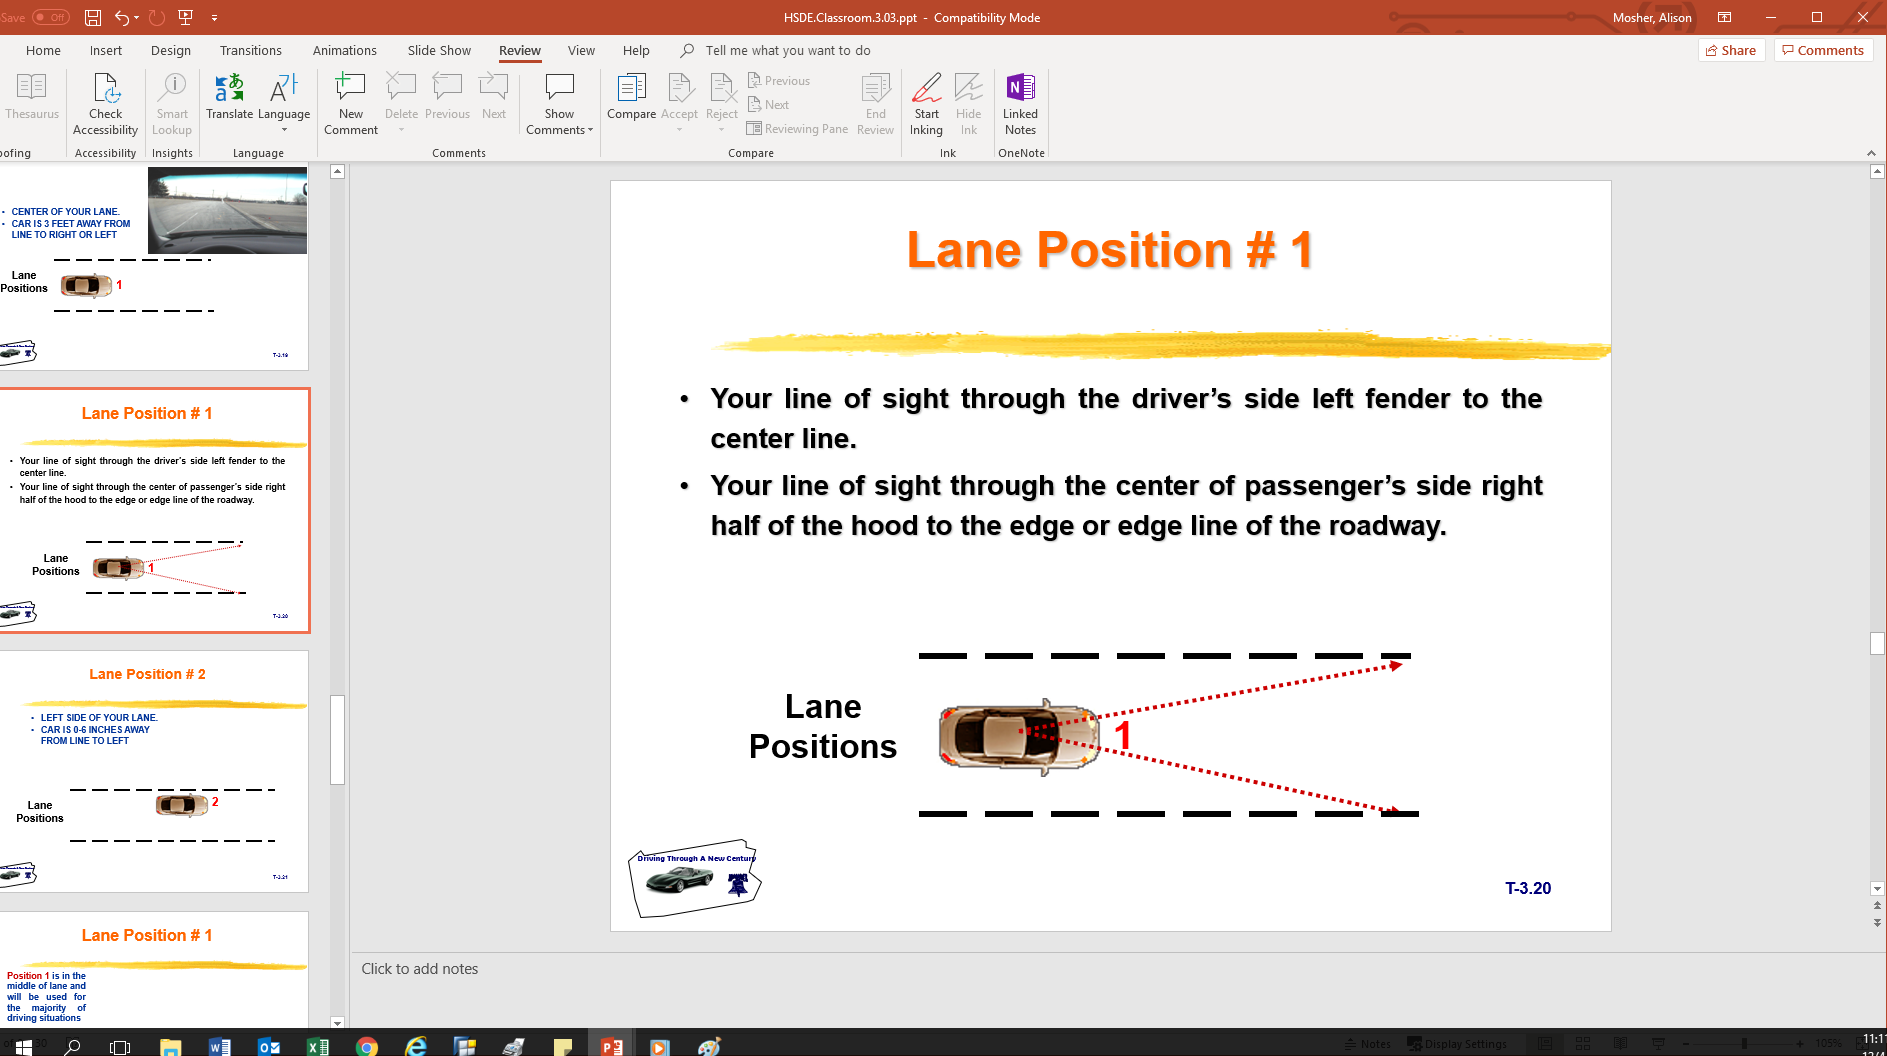 Save Off HSDE.Classroom.3.03.ppt - Compatibility Mode Mosher, Alison
Home Insert Design Transitions Animations Slide Show Review View Help Tell me what you want to do Share Comments
Thesaurus
Check
Accessibility
Smart
Lookup
Translate
Language
New
Comment
Delete
Previous
Next
Show
Comments
Compare
Accept
Reject
Previous
Next
Reviewing Pane
End
Review
Start
Inking
Hide
Ink
Linked
Notes
ofing Accessibility Insights Language Comments Compare Ink OneNote
• CENTER OF YOUR LANE.
• CAR IS 3 FEET AWAY FROM
LINE TO RIGHT OR LEFT
Lane
Positions
1
T-3.19
Lane Position # 1
• Your line of sight through the driver's side left fender to the
center line.
• Your line of sight through the center of passenger's side right
half of the hood to the edge or edge line of the roadway.
Lane
Positions
1
T-3.20
Lane Position # 2
• LEFT SIDE OF YOUR LANE.
• CAR IS 0-6 INCHES AWAY
FROM LINE TO LEFT
Lane
Positions
2
T-3.21
Lane Position # 1
Position 1 is in the
middle of lane and
will be used for
the majority of
driving situations
Lane Position # 1
• Your line of sight through the driver’s side left fender to the
center line.
• Your line of sight through the center of passenger’s side right
half of the hood to the edge or edge line of the roadway.
Lane
Positions
1
Driving Through A New Century
T-3.20
Click to add notes
Notes Display Settings 105%
11:11